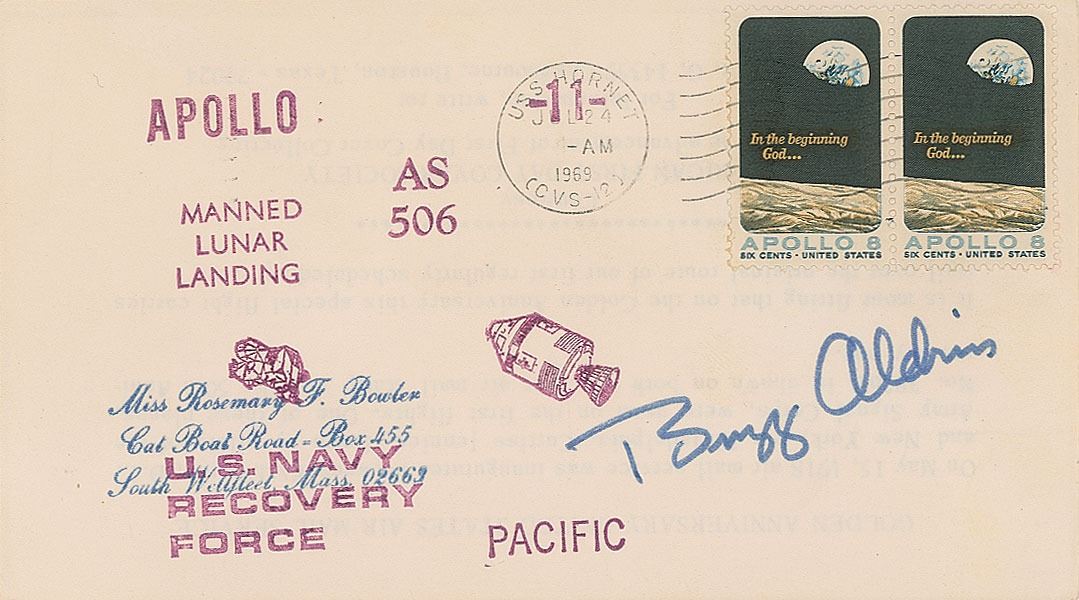 APOLLO
-11-
AS
506
MANNED
LUNAR
LANDING
USS HORNET
JUL 24
-AM
1969
(CVS-12)
In the beginning
God...
APOLLO 8
SIX CENTS · UNITED STATES
In the beginning
God...
APOLLO 8
SIX CENTS · UNITED STATES
Buzz Aldrin
Miss Rosemary F. Bowler
Cat Boat Road = Box 455
South Wellfleet, Mass. 02663
U.S. NAVY
RECOVERY
FORCE
PACIFIC